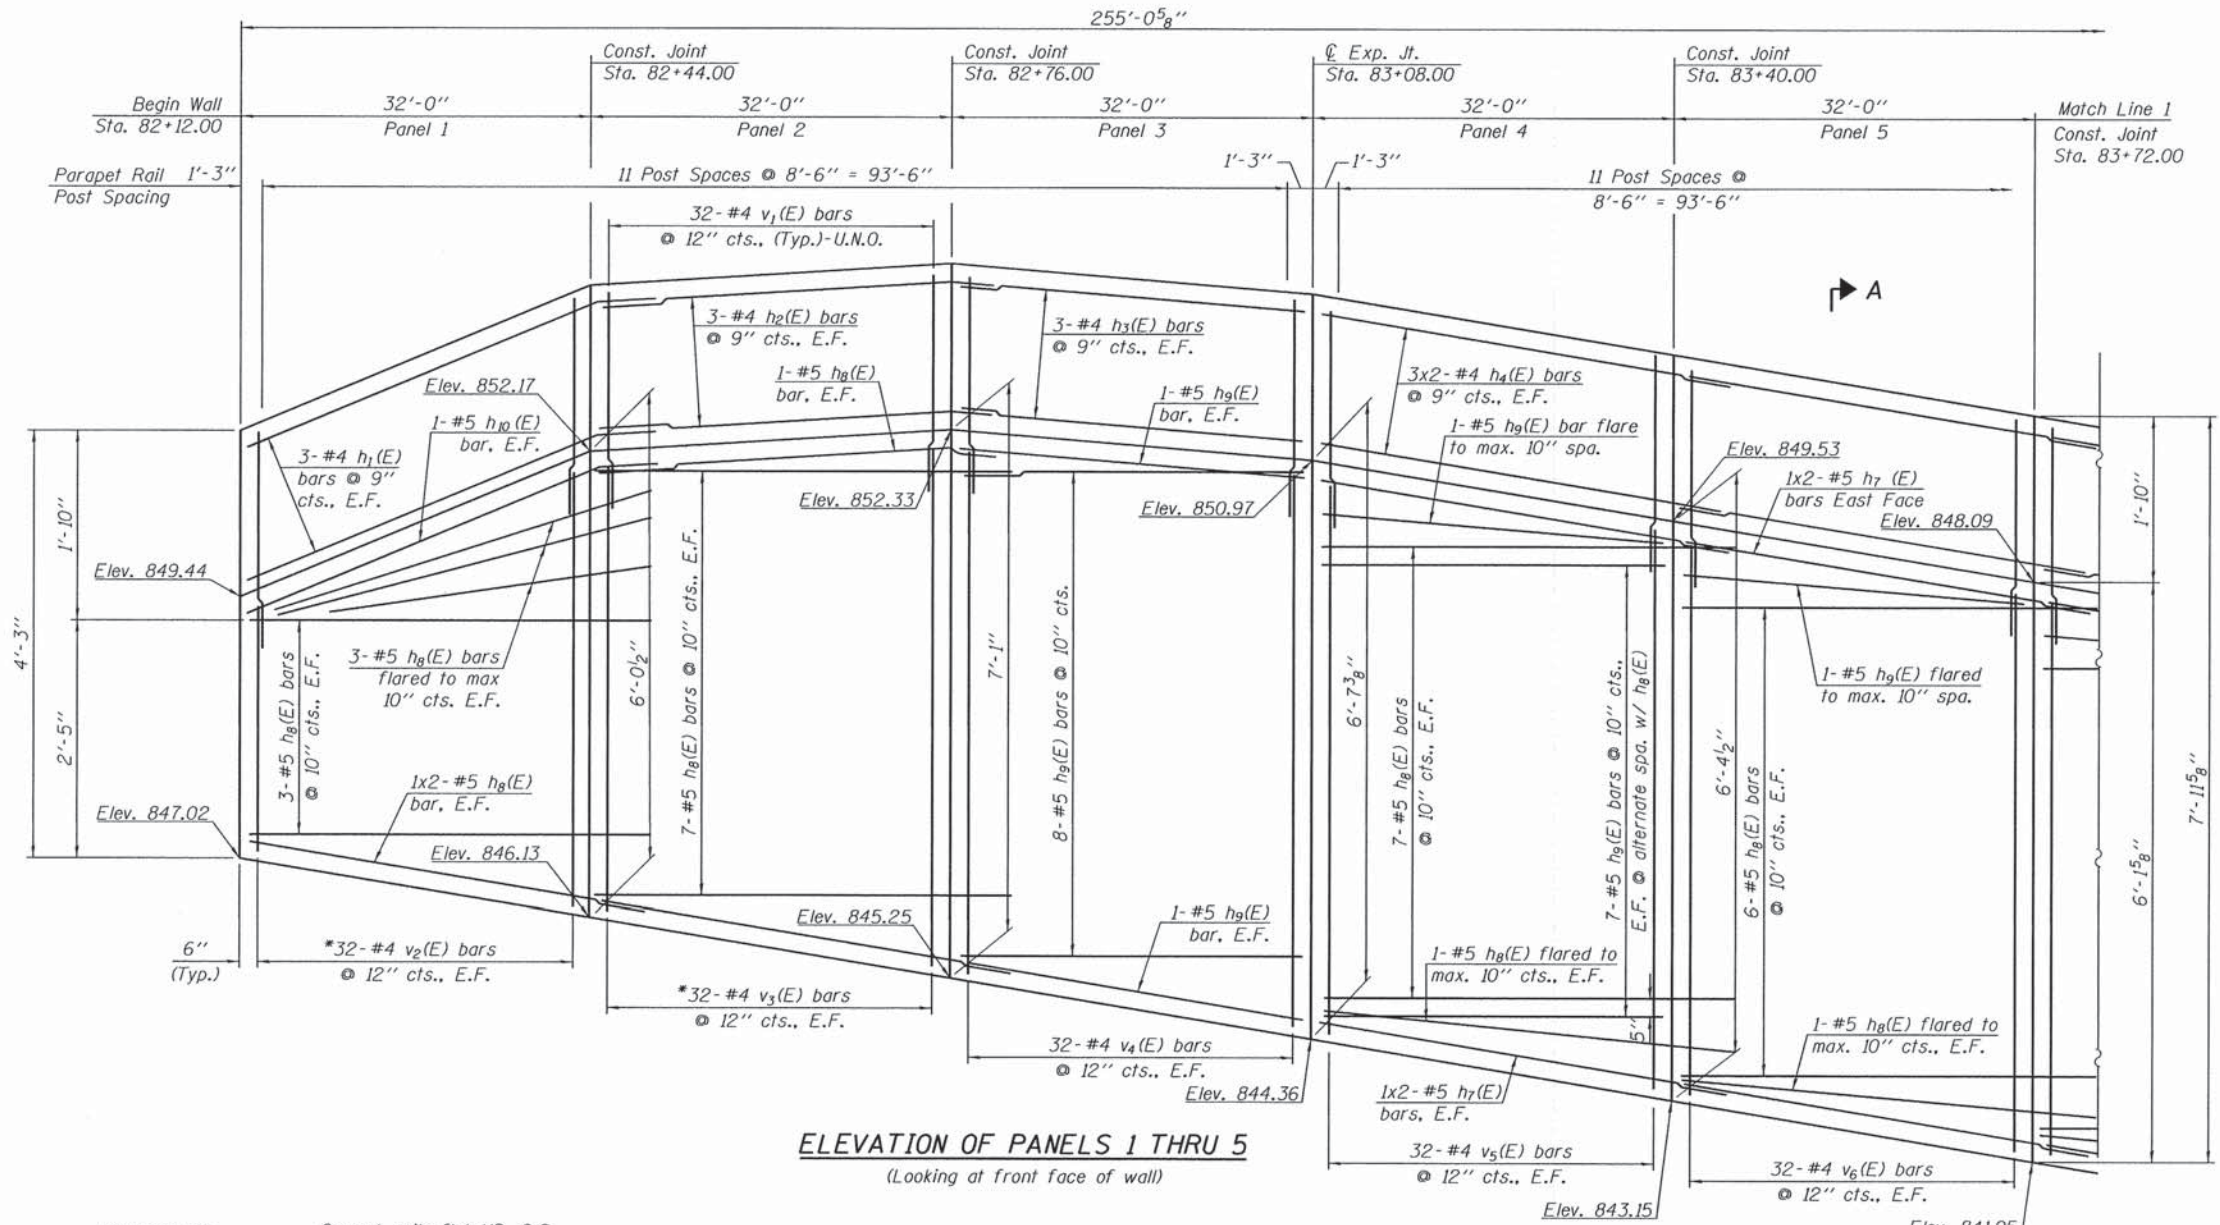 255'-0 5/8"
Const. Joint
Sta. 82+44.00
Const. Joint
Sta. 82+76.00
℄ Exp. Jt.
Sta. 83+08.00
Const. Joint
Sta. 83+40.00
Begin Wall
Sta. 82+12.00
32'-0"
Panel 1
32'-0"
Panel 2
32'-0"
Panel 3
32'-0"
Panel 4
32'-0"
Panel 5
Match Line 1
Const. Joint
Sta. 83+72.00
Parapet Rail 1'-3"
Post Spacing
11 Post Spaces @ 8'-6" = 93'-6"
1'-3"
1'-3"
11 Post Spaces @
8'-6" = 93'-6"
32-#4 v1(E) bars
@ 12" cts., (Typ.)-U.N.O.
A
3-#4 h2(E) bars
@ 9" cts., E.F.
3-#4 h3(E) bars
@ 9" cts., E.F.
Elev. 852.17
1-#5 h8(E)
bar, E.F.
1-#5 h9(E)
bar, E.F.
3x2-#4 h4(E) bars
@ 9" cts., E.F.
1-#5 h10(E)
bar, E.F.
1-#5 h9(E) bar flare
to max. 10" spa.
3-#4 h1(E)
bars @ 9"
cts., E.F.
Elev. 849.53
1x2-#5 h7 (E)
bars East Face
Elev. 852.33
Elev. 850.97
Elev. 848.09
1'-10"
1'-10"
Elev. 849.44
4'-3"
2'-5"
3-#5 h8(E) bars
@ 10" cts., E.F.
3-#5 h8(E) bars
flared to max
10" cts. E.F.
6'-0 1/2"
7-#5 h8(E) bars @ 10" cts., E.F.
7'-1"
8-#5 h9(E) bars @ 10" cts.
6'-7 3/8"
7-#5 h8(E) bars
@ 10" cts., E.F.
7-#5 h9(E) bars @ 10" cts.,
E.F. @ alternate spa. w/ h8(E)
6'-4 1/2"
6-#5 h8(E) bars
@ 10" cts., E.F.
1-#5 h9(E) flared
to max. 10" spa.
6'-1 5/8"
7'-11 5/8"
1x2-#5 h8(E)
bar, E.F.
Elev. 847.02
Elev. 846.13
Elev. 845.25
1-#5 h9(E)
bar, E.F.
1-#5 h8(E) flared to
max. 10" cts., E.F.
5"
1-#5 h8(E) flared to
max. 10" cts., E.F.
6"
(Typ.)
*32-#4 v2(E) bars
@ 12" cts., E.F.
*32-#4 v3(E) bars
@ 12" cts., E.F.
32-#4 v4(E) bars
@ 12" cts., E.F.
Elev. 844.36
1x2-#5 h7(E)
bars, E.F.
ELEVATION OF PANELS 1 THRU 5
(Looking at front face of wall)
32-#4 v5(E) bars
@ 12" cts., E.F.
32-#4 v6(E) bars
@ 12" cts., E.F.
Elev. 843.15